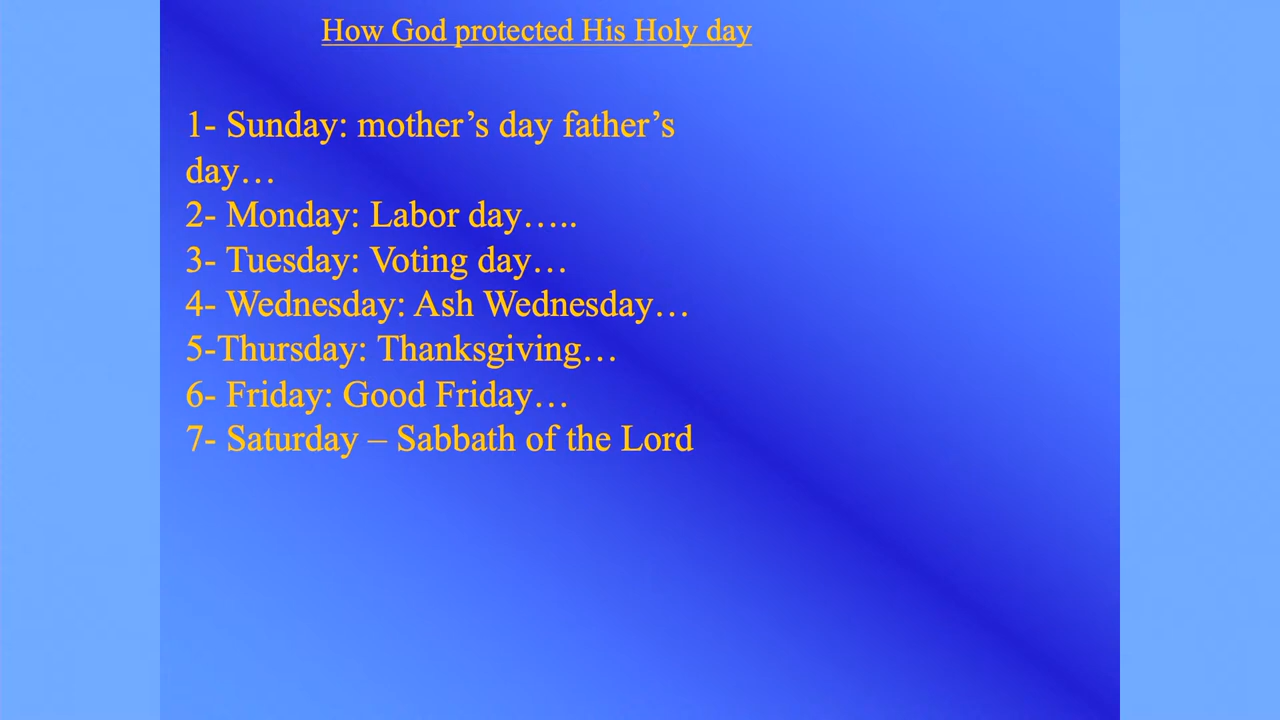 How God protected His Holy day
1- Sunday: mother’s day father’s
day…
2- Monday: Labor day…..
3- Tuesday: Voting day…
4- Wednesday: Ash Wednesday…
5-Thursday: Thanksgiving…
6- Friday: Good Friday…
7- Saturday – Sabbath of the Lord